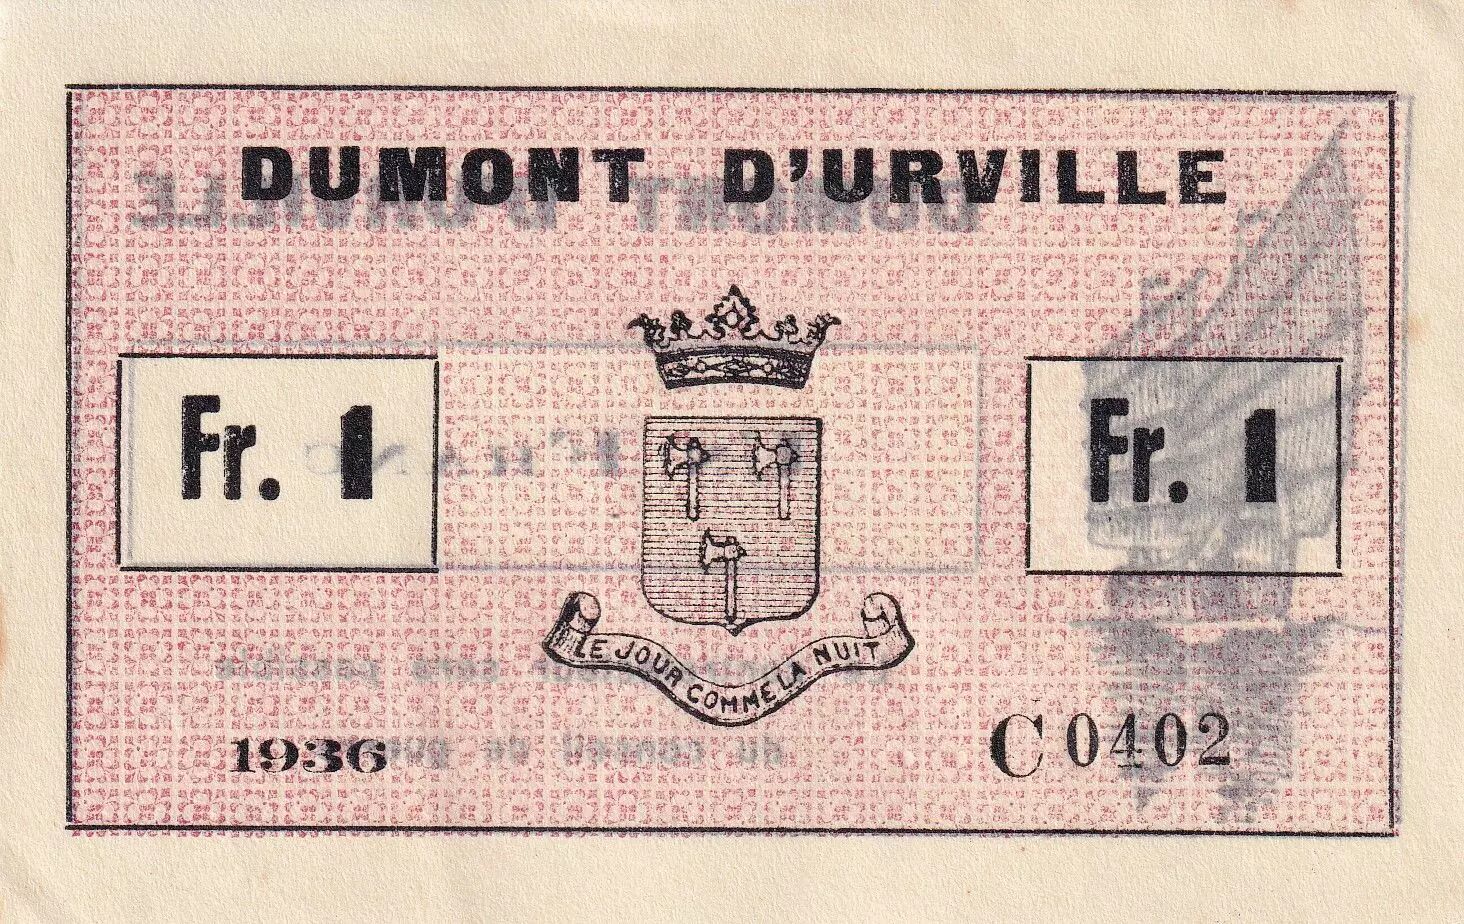 DUMONT D'URVILLE
Fr. 1
Fr. 1
LE JOUR COMME LA NUIT
1936
C 0402